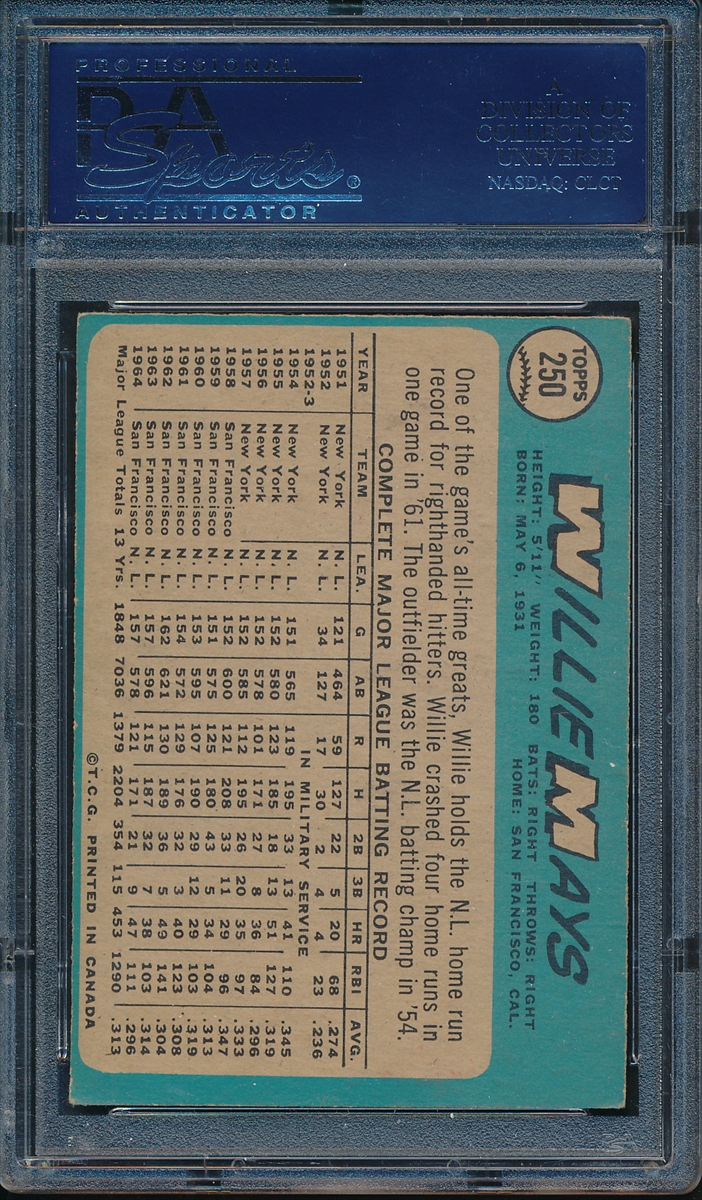 PROFESSIONAL
PSA
Sports®
AUTHENTICATOR
A
DIVISION OF
COLLECTORS
UNIVERSE
NASDAQ: CLCT
TOPPS
250
WILLIE MAYS
HEIGHT: 5'11" WEIGHT: 180 BATS: RIGHT THROWS: RIGHT
BORN: MAY 6, 1931 HOME: SAN FRANCISCO, CAL.
One of the game's all-time greats, Willie holds the N.L. home run
record for righthanded hitters. Willie crashed four home runs in
one game in '61. The outfielder was the N.L. batting champ in '54.
COMPLETE MAJOR LEAGUE BATTING RECORD
YEAR TEAM LEA. G AB R H 2B 3B HR RBI AVG.
1951 New York N. L. 121 464 59 127 22 5 20 68 .274
1952 New York N. L. 34 127 17 30 2 4 4 23 .236
1952-3 IN MILITARY SERVICE
1954 New York N. L. 151 565 119 195 33 13 41 110 .345
1955 New York N. L. 152 580 123 185 18 13 51 127 .319
1956 New York N. L. 152 578 101 171 27 8 36 84 .296
1957 New York N. L. 152 585 112 195 26 20 35 97 .333
1958 San Francisco N. L. 152 600 121 208 33 11 29 96 .347
1959 San Francisco N. L. 151 575 125 180 43 5 34 104 .313
1960 San Francisco N. L. 153 595 107 190 29 12 29 103 .319
1961 San Francisco N. L. 154 572 129 176 32 3 40 123 .308
1962 San Francisco N. L. 162 621 130 189 36 5 49 141 .304
1963 San Francisco N. L. 157 596 115 187 32 7 38 103 .314
1964 San Francisco N. L. 157 578 121 171 21 9 47 111 .296
Major League Totals 13 Yrs. 1848 7036 1379 2204 354 115 453 1290 .313
©T.C.G. PRINTED IN CANADA